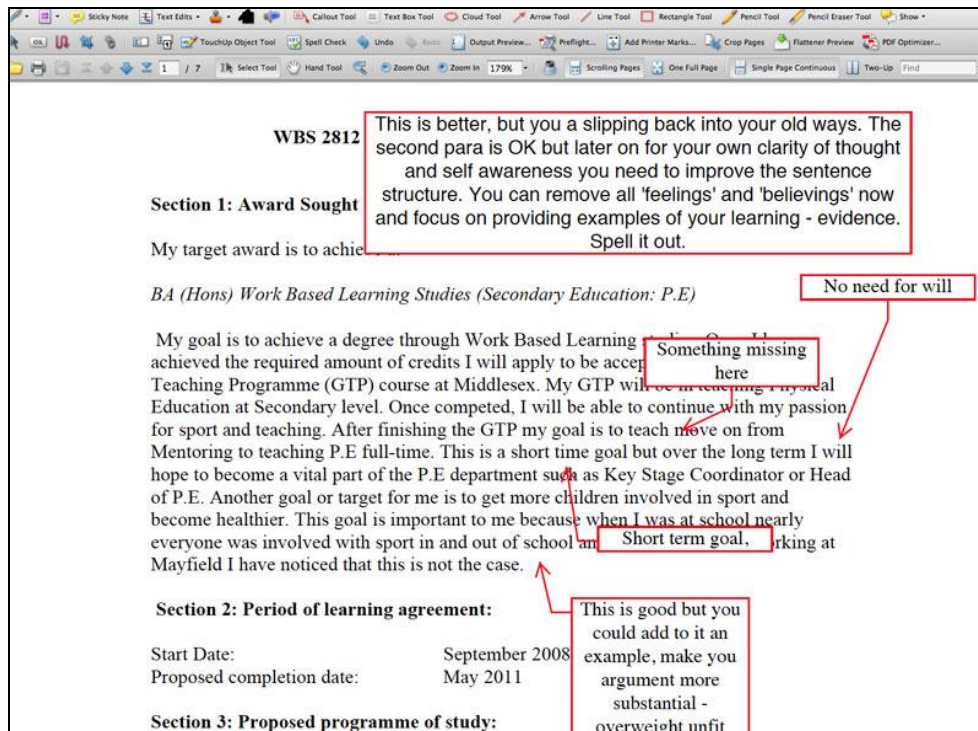 Sticky Note Text Edits Callout Tool Text Box Tool Cloud Tool Arrow Tool Line Tool Rectangle Tool Pencil Tool Pencil Eraser Tool Show
OK TouchUp Object Tool Spell Check Undo Redo Output Preview... Preflight... Add Printer Marks... Crop Pages Flattener Preview PDF Optimizer...
1 / 7 Select Tool Hand Tool Zoom Out Zoom In 179% Scrolling Pages One Full Page Single Page Continuous Two-Up Find
WBS 2812
This is better, but you a slipping back into your old ways. The
second para is OK but later on for your own clarity of thought
and self awareness you need to improve the sentence
structure. You can remove all 'feelings' and 'believings' now
and focus on providing examples of your learning - evidence.
Spell it out.
Section 1: Award Sought
My target award is to
BA (Hons) Work Based Learning Studies (Secondary Education: P.E)
No need for will
My goal is to achieve a degree through Work Based Learning
achieved the required amount of credits I will apply to be
Something missing
here
Teaching Programme (GTP) course at Middlesex. My GTP
Education at Secondary level. Once competed, I will be able to continue with my passion
for sport and teaching. After finishing the GTP my goal is to teach move on from
Mentoring to teaching P.E full-time. This is a short time goal but over the long term I will
hope to become a vital part of the P.E department such as Key Stage Coordinator or Head
of P.E. Another goal or target for me is to get more children involved in sport and
become healthier. This goal is important to me because when I was at school nearly
everyone was involved with sport in and out of school
Short term goal,
at
Mayfield I have noticed that this is not the case.
Section 2: Period of learning agreement:
This is good but you
could add to it an
example, make you
argument more
substantial -
overweight unfit
Start Date: September 2008
Proposed completion date: May 2011
Section 3: Proposed programme of study: